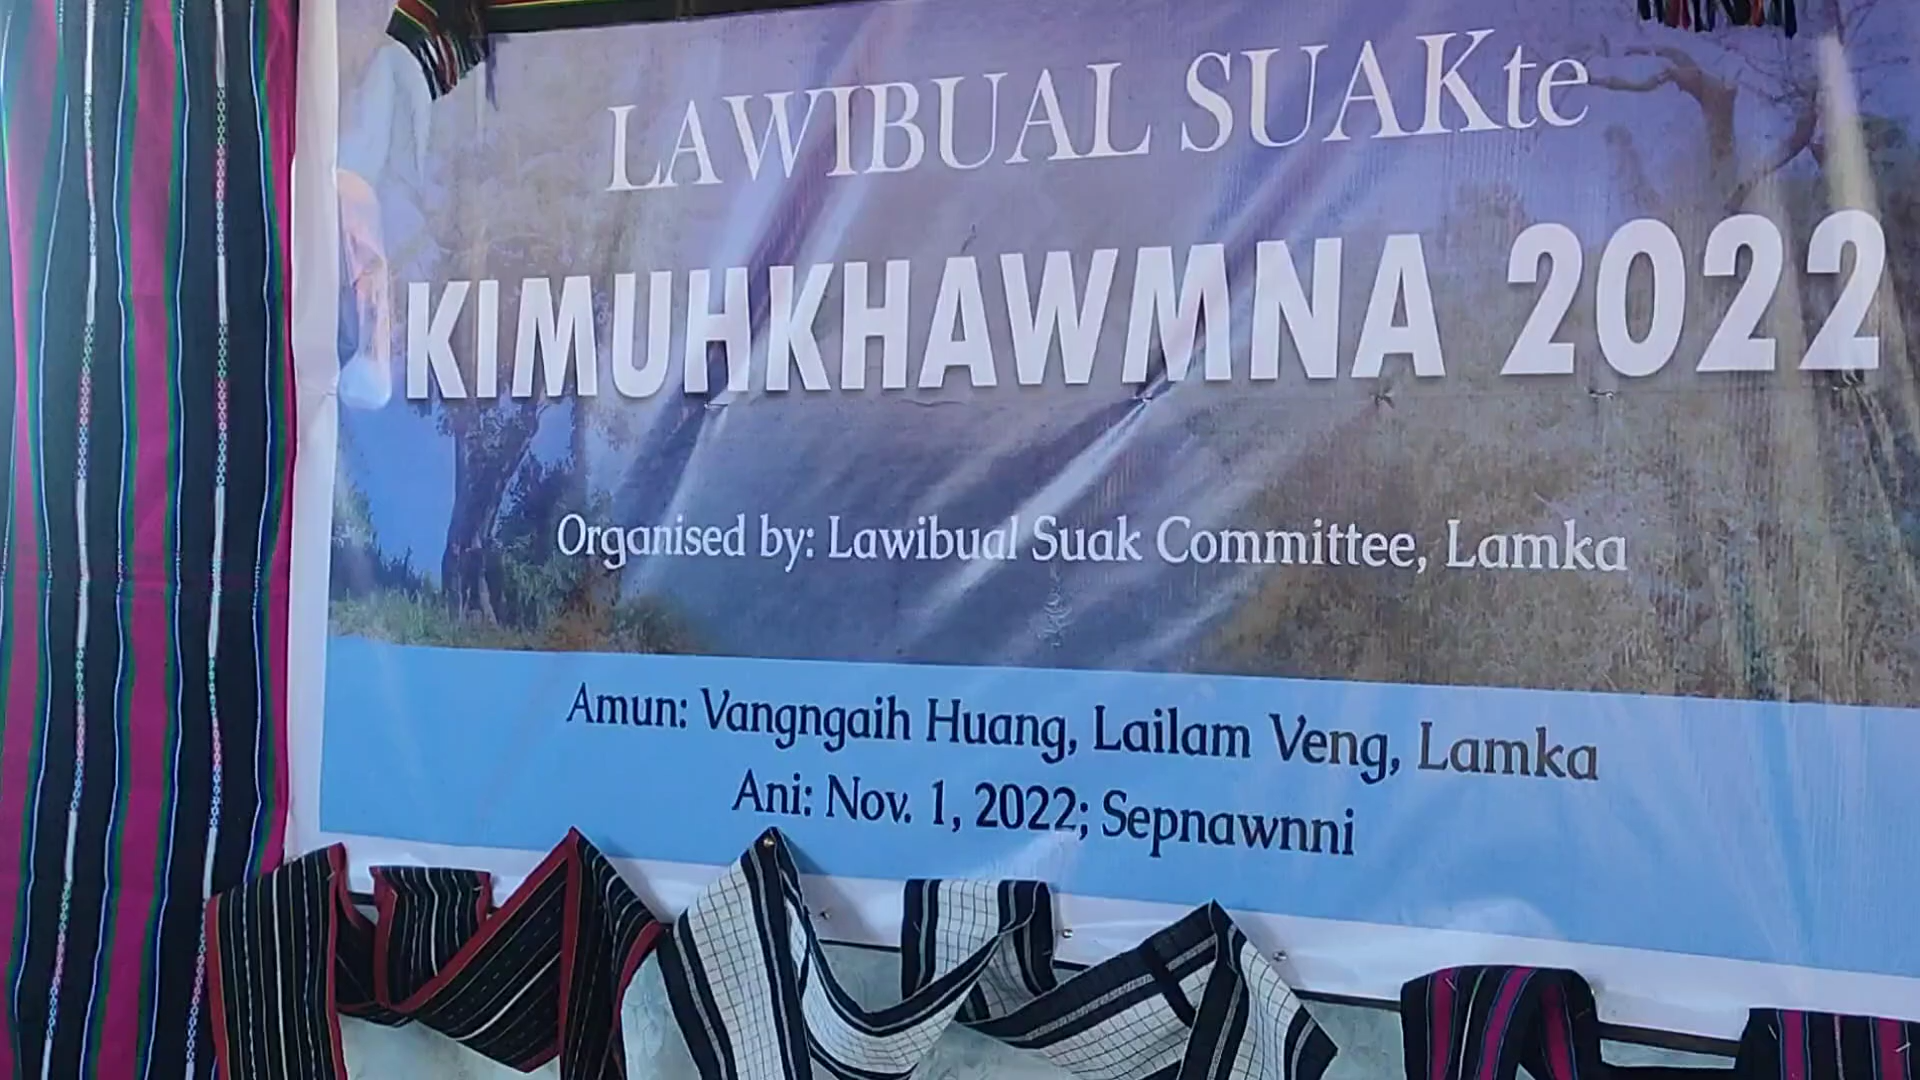 LAWIBUAL SUAKte
KIMUHKHAWMNA 2022
Organised by: Lawibual Suak Committee, Lamka
Amun: Vangngaih Huang, Lailam Veng, Lamka
Ani: Nov. 1, 2022; Sepnawnni